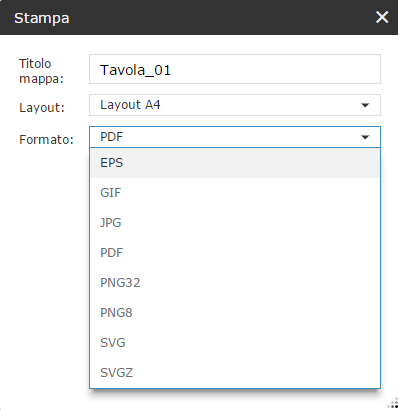 Stampa
Titolo
mappa:
Tavola_01
Layout:
Layout A4
Formato:
PDF
EPS
GIF
JPG
PDF
PNG32
PNG8
SVG
SVGZ